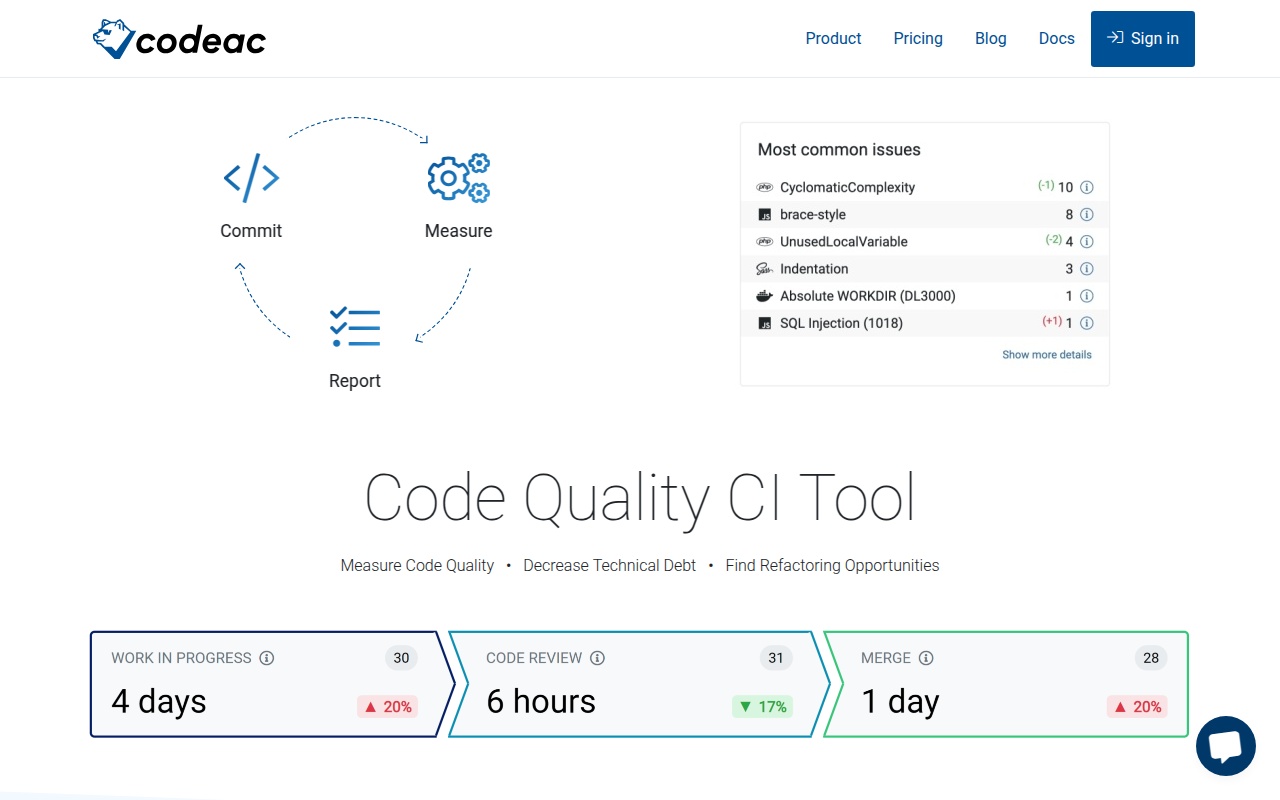 codeac
Product
Pricing
Blog
Docs
Sign in
Commit
Measure
Report
Most common issues
php CyclomaticComplexity (-1) 10
JS brace-style 8
php UnusedLocalVariable (-2) 4
Sass Indentation 3
Absolute WORKDIR (DL3000) 1
JS SQL Injection (1018) (+1) 1
Show more details
Code Quality CI Tool
Measure Code Quality • Decrease Technical Debt • Find Refactoring Opportunities
WORK IN PROGRESS 30
4 days ▲ 20%
CODE REVIEW 31
6 hours ▼ 17%
MERGE 28
1 day ▲ 20%